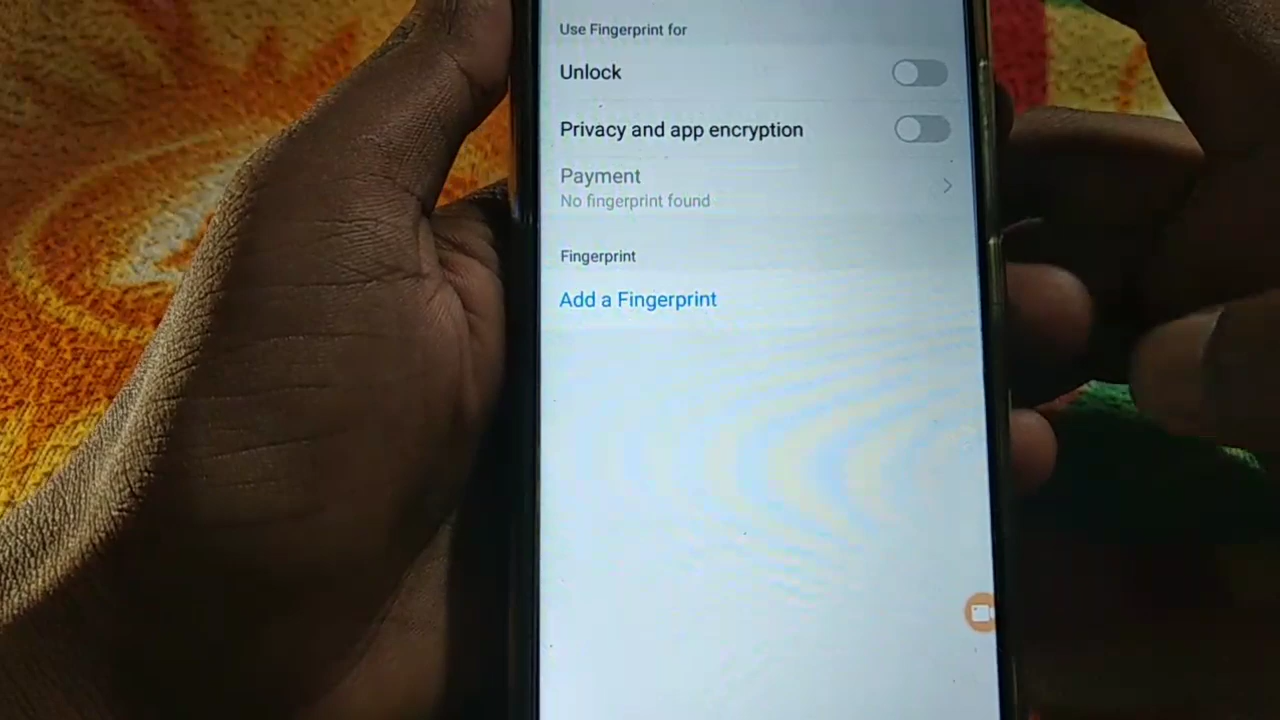 Use Fingerprint for
Unlock
Privacy and app encryption
Payment
No fingerprint found
Fingerprint
Add a Fingerprint